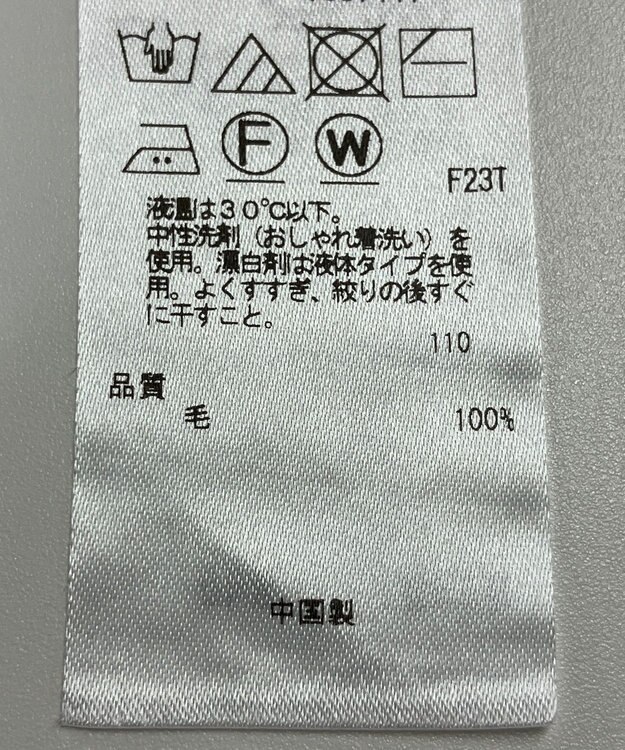 F
W
F23T
液温は30℃以下。
中性洗剤(おしゃれ着洗い)を
使用。漂白剤は液体タイプを使
用。よくすすぎ、絞りの後すぐ
に干すこと。
110
品質
毛 100%
中国製